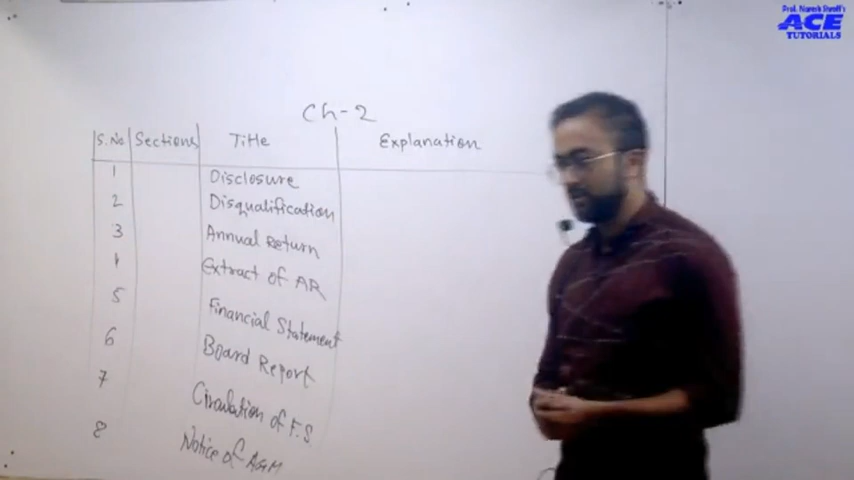 Prof. Naresh Shroff's
ACE
TUTORIALS
Ch-2
S.No Sections Title Explanation
1 Disclosure
2 Disqualification
3 Annual Return
4 Extract of AR
5 Financial Statement
6 Board Report
7 Circulation of F.S
8 Notice of AGM